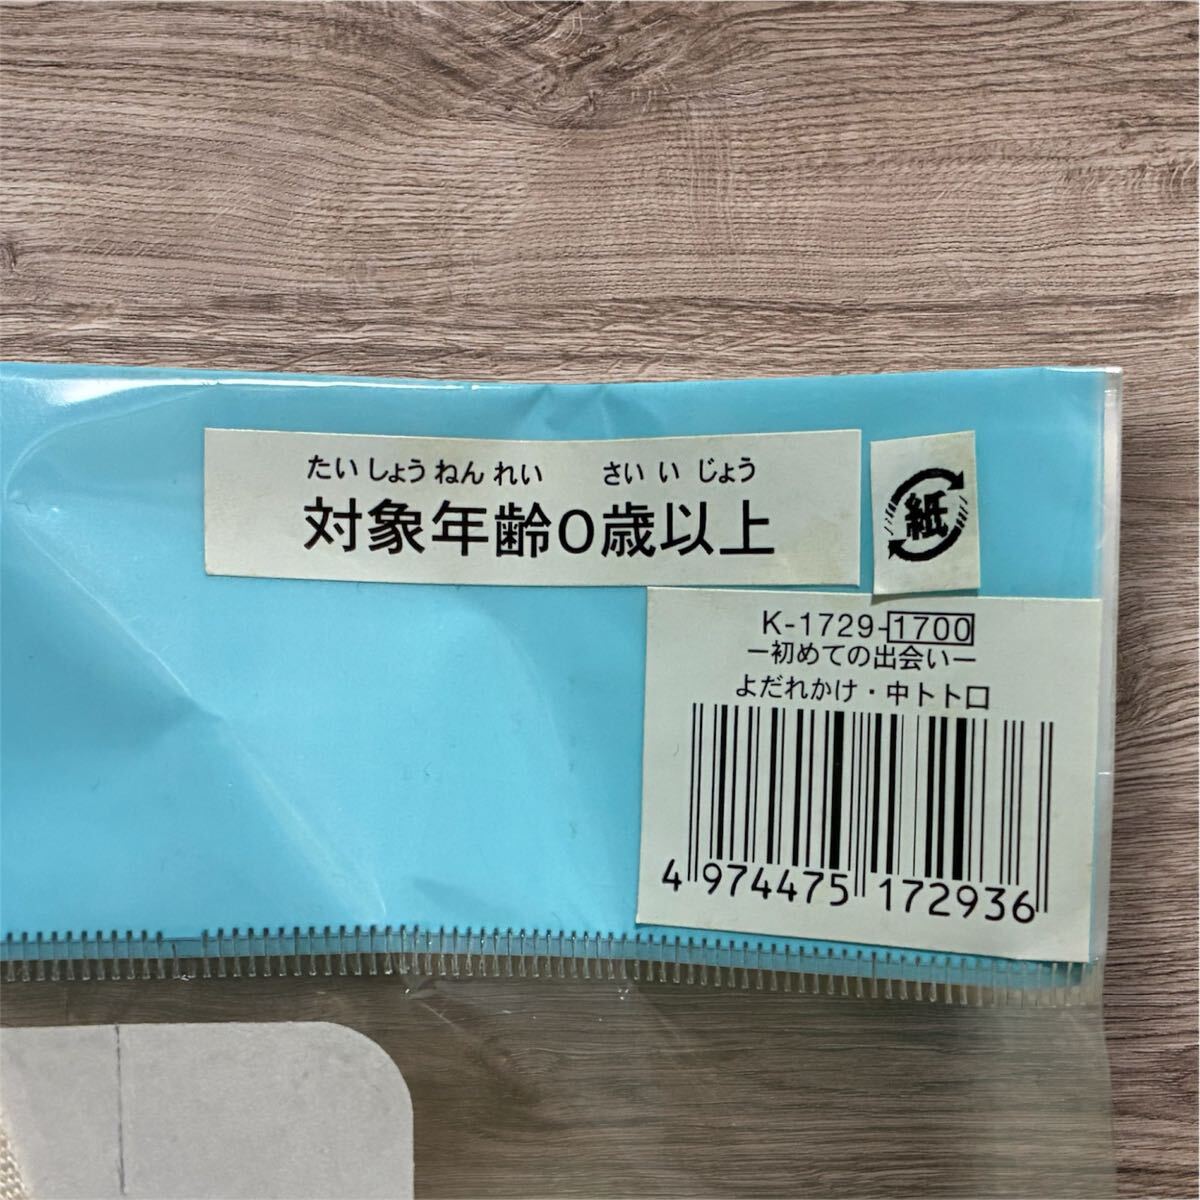 たいしょうねんれい さいいじょう
対象年齢0歳以上
紙
K-1729-1700
ー初めての出会いー
よだれかけ・中トトロ
4 974475 172936